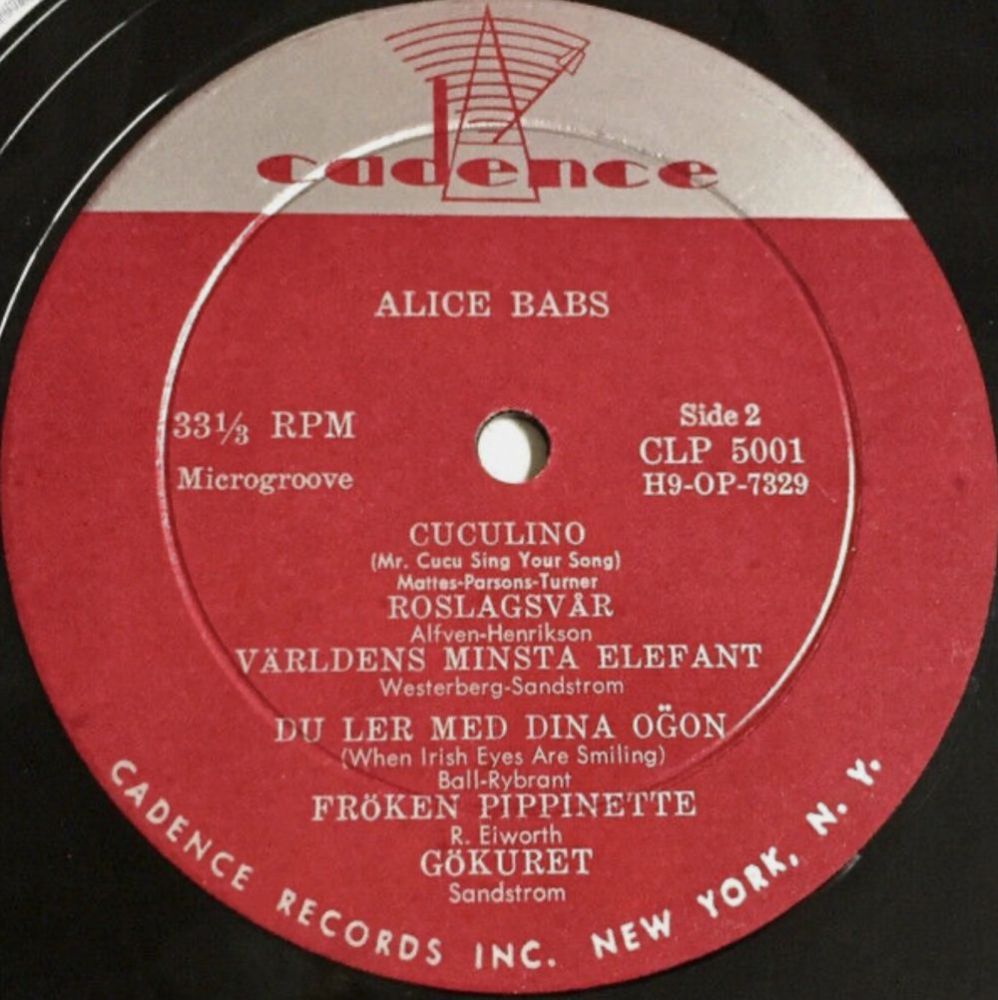 cadence
ALICE BABS
33⅓ RPM
Microgroove
Side 2
CLP 5001
H9-OP-7329
CUCULINO
(Mr. Cucu Sing Your Song)
Mattes-Parsons-Turner
ROSLAGSVÅR
Alfven-Henrikson
VÄRLDENS MINSTA ELEFANT
Westerberg-Sandstrom
DU LER MED DINA OG̈ON
(When Irish Eyes Are Smiling)
Ball-Rybrant
FRöKEN PIPPINETTE
R. Eiworth
GöKURET
Sandstrom
CADENCE RECORDS INC. NEW YORK, N. Y.